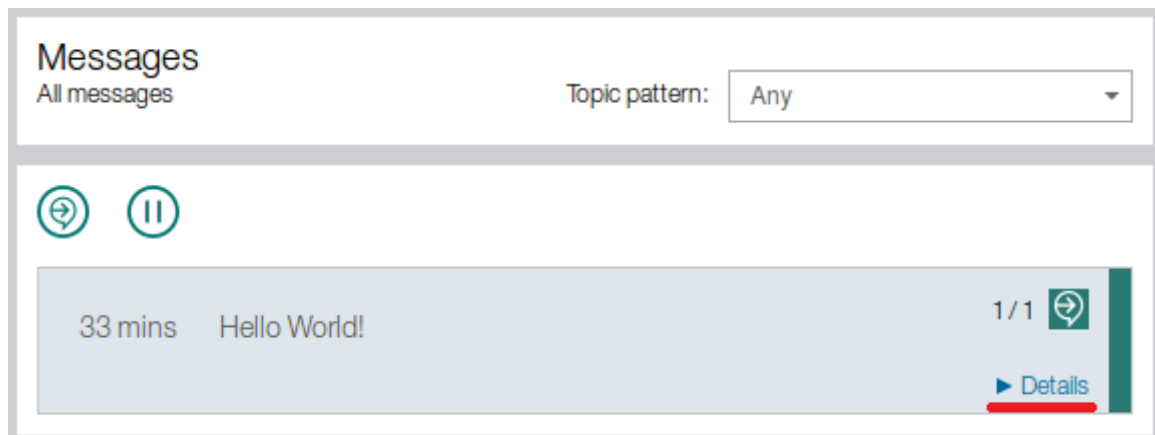 Messages
All messages
Topic pattern: Any
33 mins Hello World! 1 / 1
Details